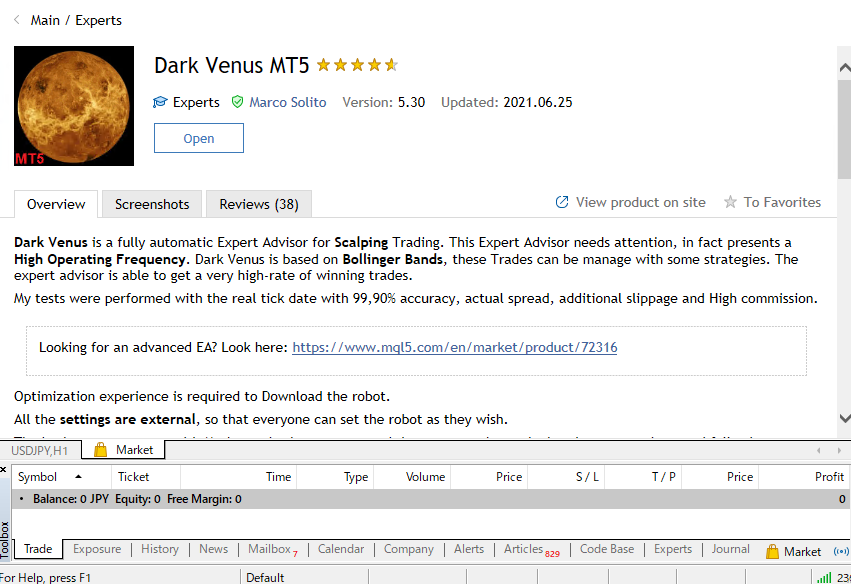 Main / Experts
MT5
Dark Venus MT5
Experts Marco Solito Version: 5.30 Updated: 2021.06.25
Open
Overview Screenshots Reviews (38) View product on site To Favorites
Dark Venus is a fully automatic Expert Advisor for Scalping Trading. This Expert Advisor needs attention, in fact presents a
High Operating Frequency. Dark Venus is based on Bollinger Bands, these Trades can be manage with some strategies. The
expert advisor is able to get a very high-rate of winning trades.
My tests were performed with the real tick date with 99,90% accuracy, actual spread, additional slippage and High commission.
Looking for an advanced EA? Look here: https://www.mql5.com/en/market/product/72316
Optimization experience is required to Download the robot.
All the settings are external, so that everyone can set the robot as they wish.
USDJPY,H1 Market
Symbol Ticket Time Type Volume Price S / L T / P Price Profit
Balance: 0 JPY Equity: 0 Free Margin: 0 0
Toolbox
Trade Exposure History News Mailbox 7 Calendar Company Alerts Articles 829 Code Base Experts Journal Market
For Help, press F1 Default